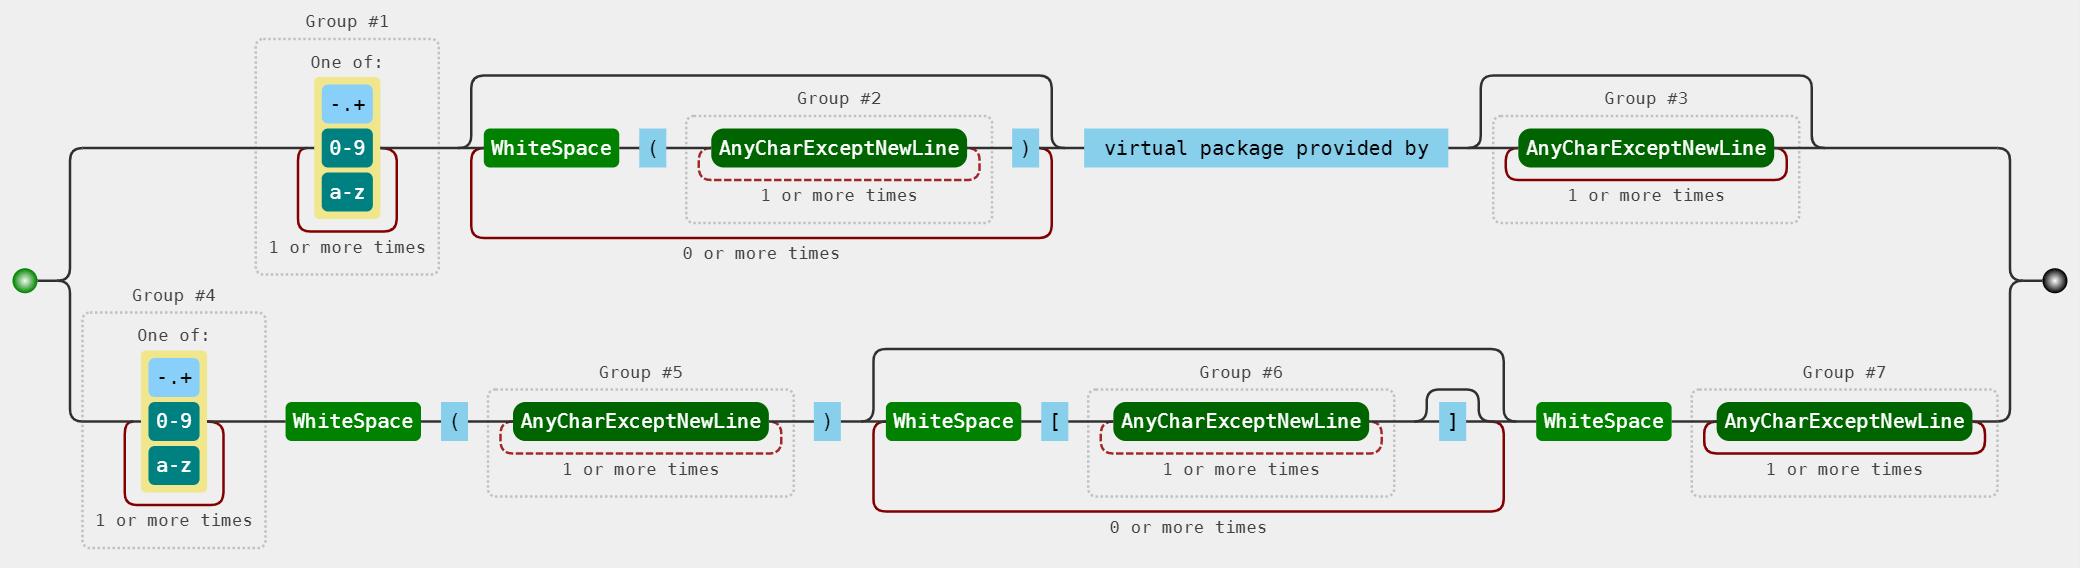 Group #1
One of:
-.+
0-9
a-z
1 or more times
WhiteSpace
(
Group #2
AnyCharExceptNewLine
1 or more times
)
0 or more times
virtual package provided by
Group #3
AnyCharExceptNewLine
1 or more times
Group #4
One of:
-.+
0-9
a-z
1 or more times
WhiteSpace
(
Group #5
AnyCharExceptNewLine
1 or more times
)
WhiteSpace
[
Group #6
AnyCharExceptNewLine
1 or more times
]
0 or more times
WhiteSpace
Group #7
AnyCharExceptNewLine
1 or more times